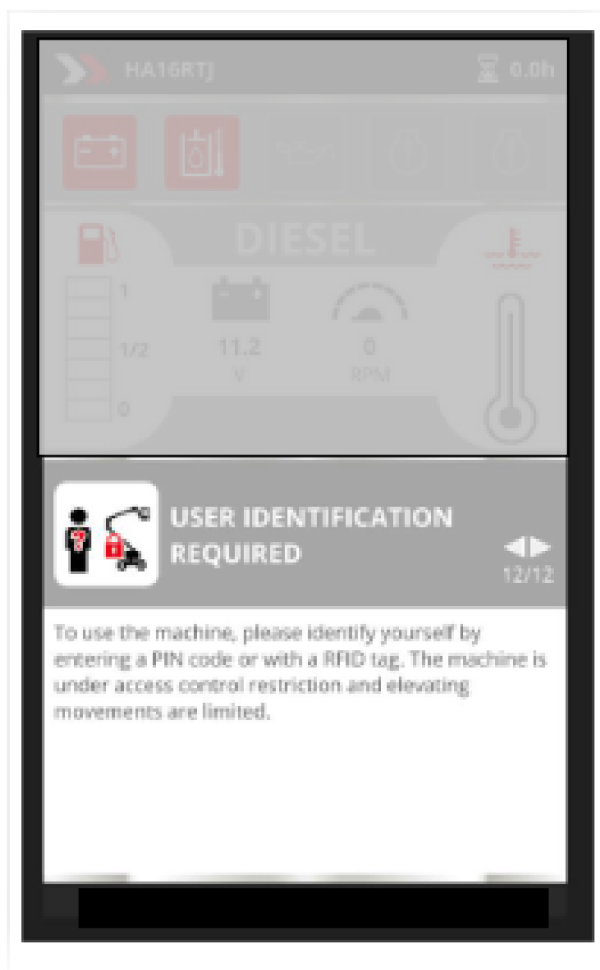 HA16RTJ
0.0h
DIESEL
1
1/2
0
11.2
V
0
RPM
USER IDENTIFICATION
REQUIRED
12/12
To use the machine, please identify yourself by
entering a PIN code or with a RFID tag. The machine is
under access control restriction and elevating
movements are limited.